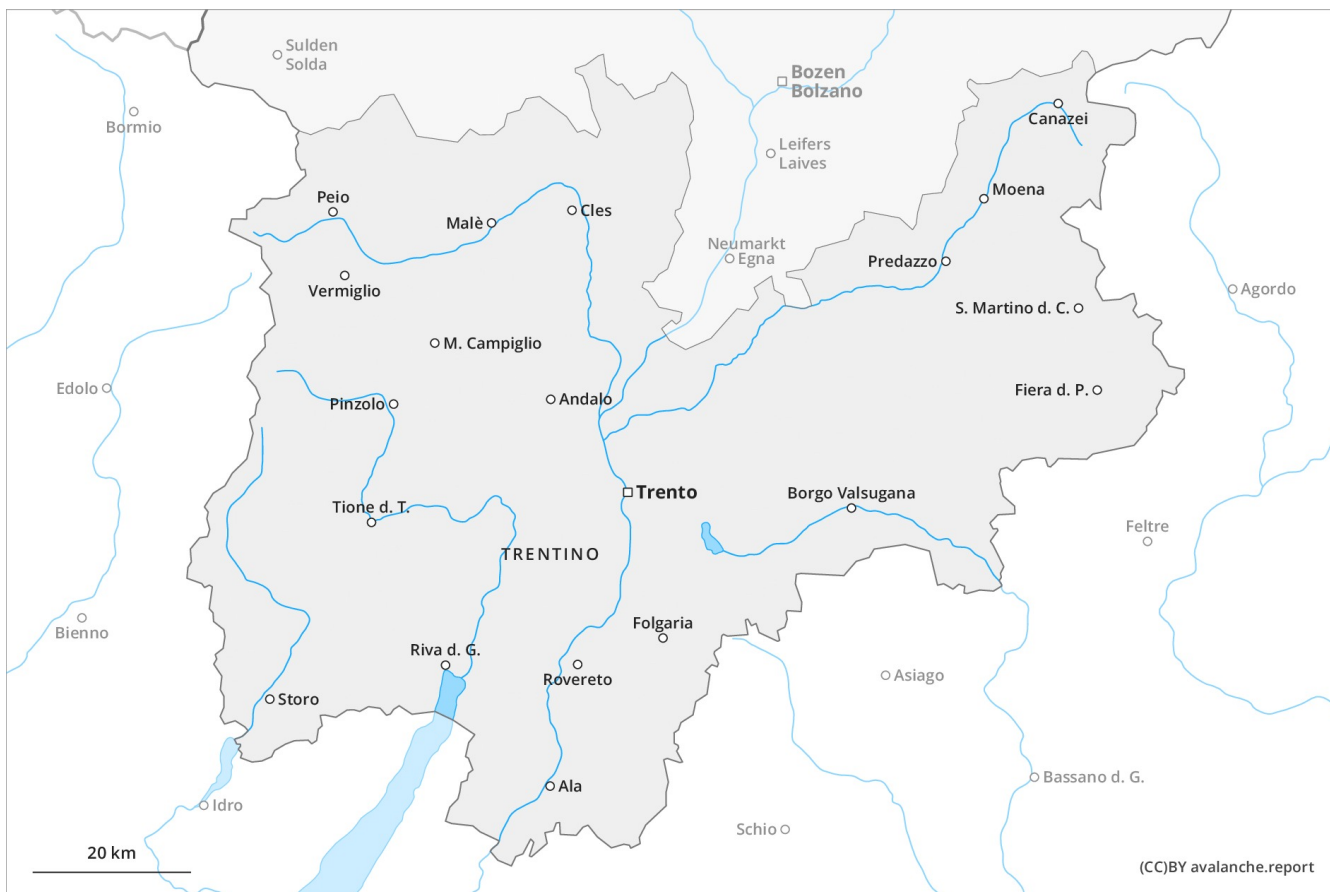 Sulden
Solda
Bozen
Bolzano
Bormio
Canazei
Leifers
Laives
Peio
Moena
Malè
Cles
Neumarkt
Egna
Predazzo
Vermiglio
Agordo
S. Martino d. C.
M. Campiglio
Edolo
Fiera d. P.
Pinzolo
Andalo
Trento
Borgo Valsugana
Tione d. T.
Feltre
TRENTINO
Bienno
Folgaria
Riva d. G.
Rovereto
Asiago
Storo
Bassano d. G.
Ala
Idro
Schio
20 km
(CC)BY avalanche.report